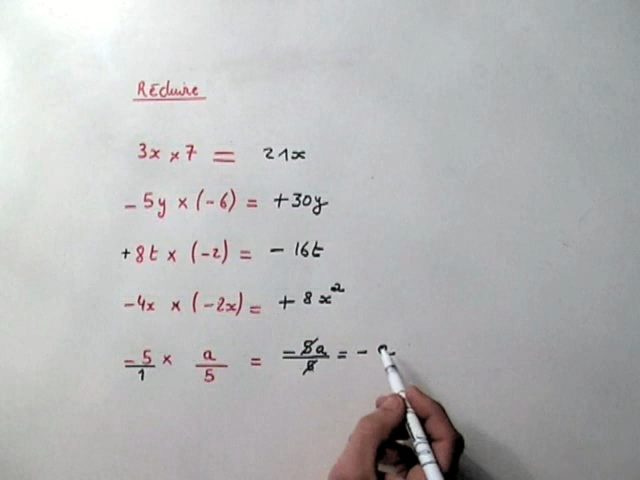 Réduire
3x × 7 = 21x
-5y × (-6) = +30y
+8t × (-2) = -16t
-4x × (-2x) = +8x²
-5/1 × a/5 = -5a/5 = - a